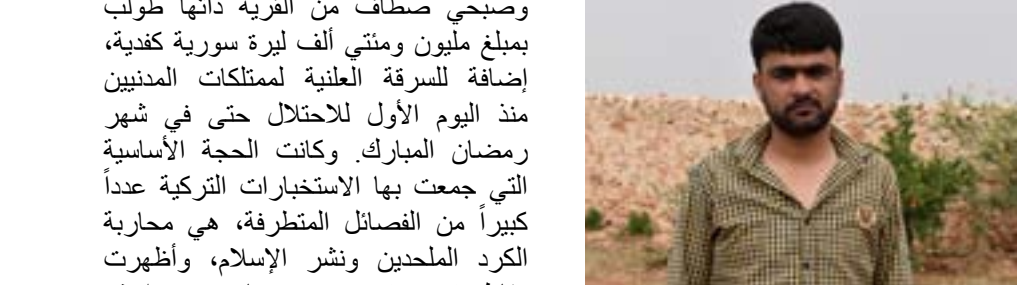 وصبحي صطاف من القرية ذاتها طولب
بمبلغ مليون ومئتي ألف ليرة سورية كفدية،
إضافة للسرقة العلنية لممتلكات المدنيين
منذ اليوم الأول للاحتلال حتى في شهر
رمضان المبارك. وكانت الحجة الأساسية
التي جمعت بها الاستخبارات التركية عدداً
كبيراً من الفصائل المتطرفة، هي محاربة
الكرد الملحدين ونشر الإسلام، وأظهرت